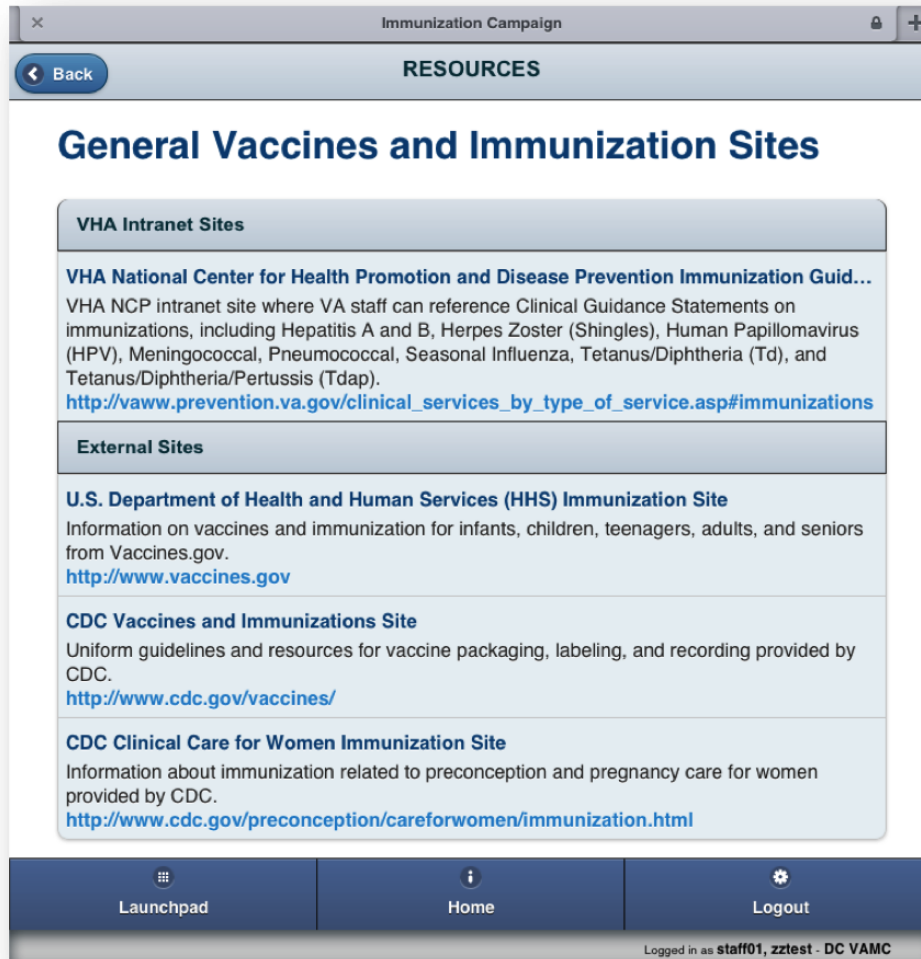 Immunization Campaign
Back
RESOURCES
General Vaccines and Immunization Sites
VHA Intranet Sites
VHA National Center for Health Promotion and Disease Prevention Immunization Guid...
VHA NCP intranet site where VA staff can reference Clinical Guidance Statements on
immunizations, including Hepatitis A and B, Herpes Zoster (Shingles), Human Papillomavirus
(HPV), Meningococcal, Pneumococcal, Seasonal Influenza, Tetanus/Diphtheria (Td), and
Tetanus/Diphtheria/Pertussis (Tdap).
http://vaww.prevention.va.gov/clinical_services_by_type_of_service.asp#immunizations
External Sites
U.S. Department of Health and Human Services (HHS) Immunization Site
Information on vaccines and immunization for infants, children, teenagers, adults, and seniors
from Vaccines.gov.
http://www.vaccines.gov
CDC Vaccines and Immunizations Site
Uniform guidelines and resources for vaccine packaging, labeling, and recording provided by
CDC.
http://www.cdc.gov/vaccines/
CDC Clinical Care for Women Immunization Site
Information about immunization related to preconception and pregnancy care for women
provided by CDC.
http://www.cdc.gov/preconception/careforwomen/immunization.html
Launchpad
Home
Logout
Logged in as staff01, zztest - DC VAMC